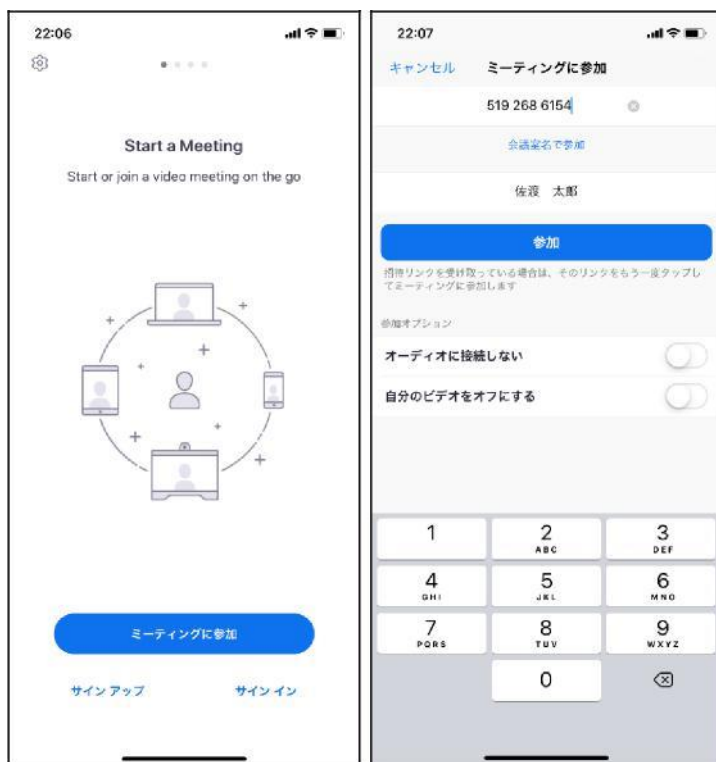 22:06
Start a Meeting
Start or join a video meeting on the go
ミーティングに参加
サインアップ
サインイン
22:07
キャンセル
ミーティングに参加
519 268 6154
会議室名で参加
佐渡　太郎
参加
招待リンクを受け取っている場合は、そのリンクをもう一度タップし
てミーティングに参加します
参加オプション
オーディオに接続しない
自分のビデオをオフにする
1
2
ABC
3
DEF
4
GHI
5
JKL
6
MNO
7
PQRS
8
TUV
9
WXYZ
0